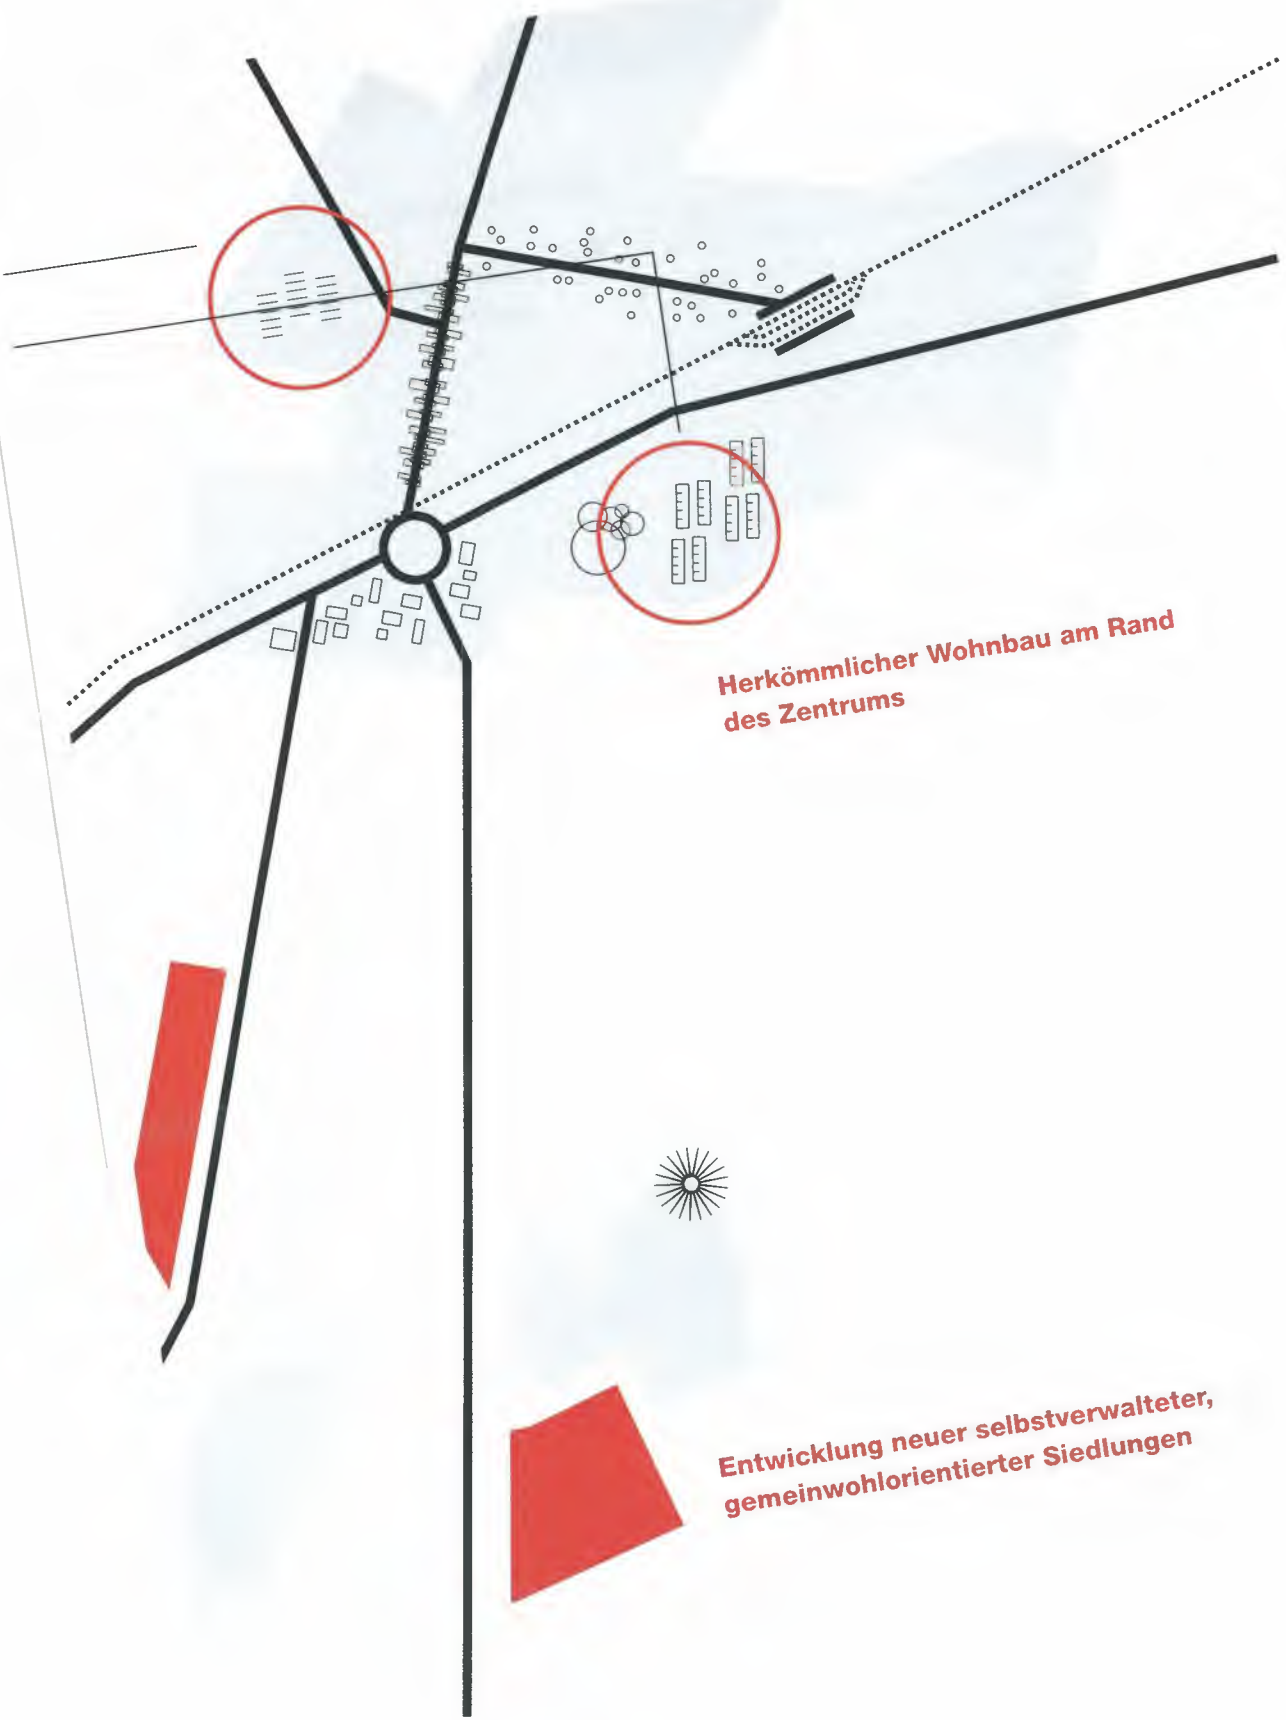 Herkömmlicher Wohnbau am Rand
des Zentrums
Entwicklung neuer selbstverwalteter,
gemeinwohlorientierter Siedlungen